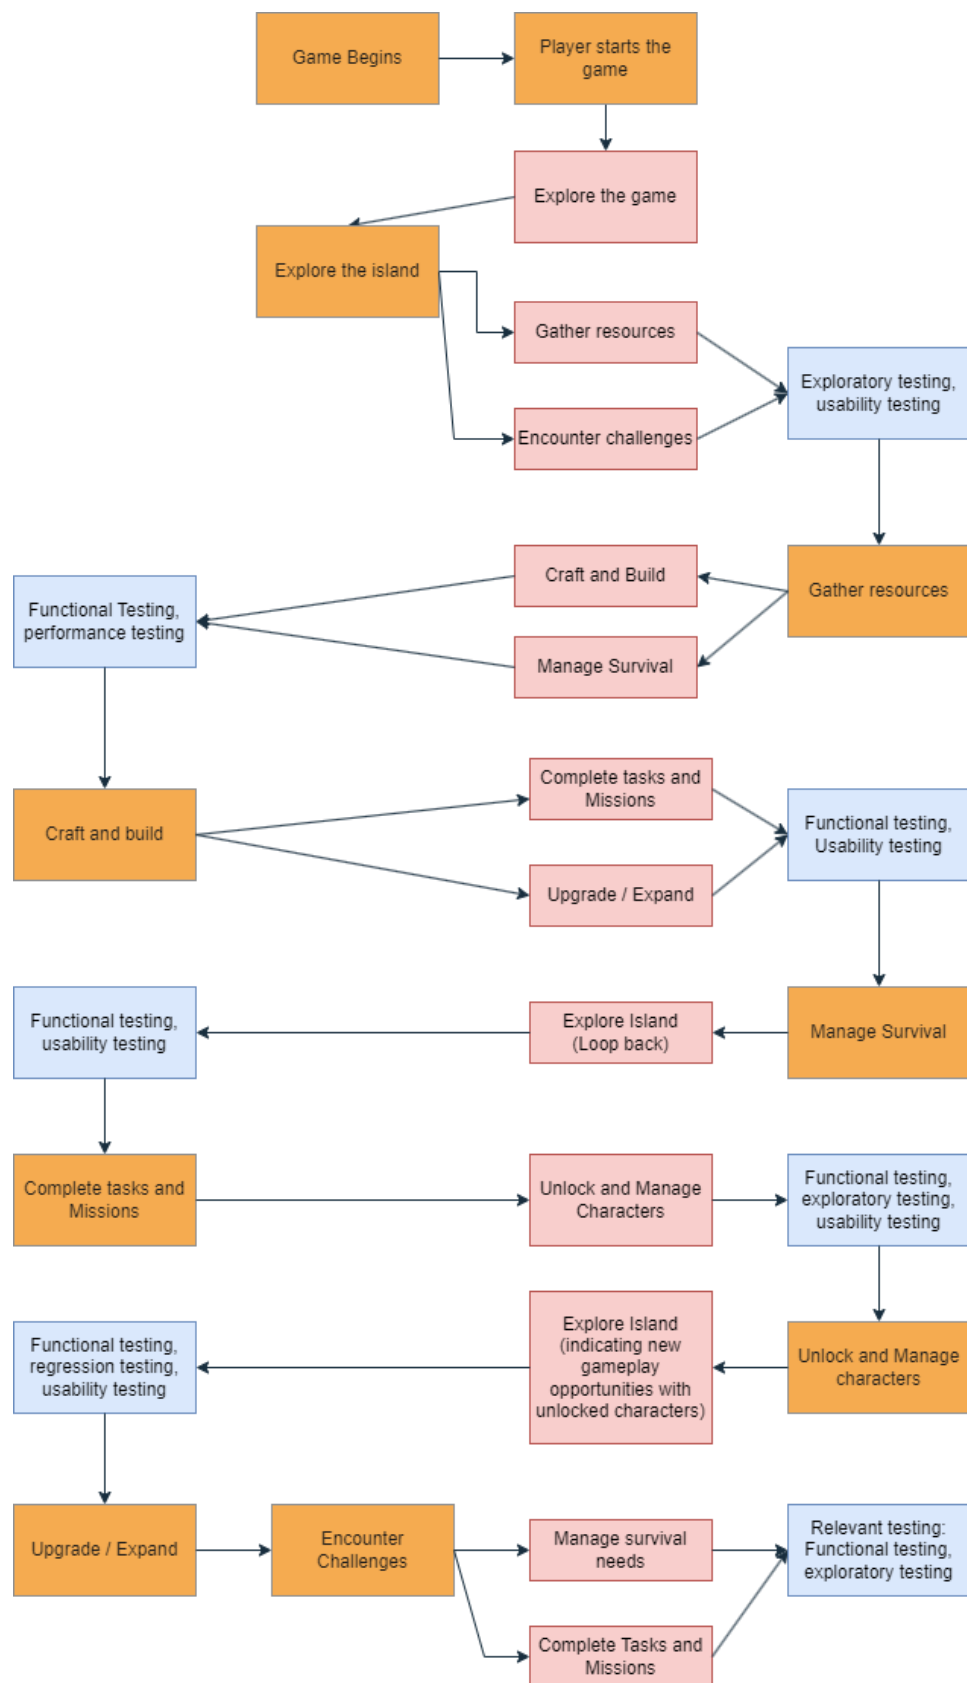 Game Begins
Player starts the
game
Explore the game
Explore the island
Gather resources
Encounter challenges
Exploratory testing,
usability testing
Gather resources
Craft and Build
Manage Survival
Functional Testing,
performance testing
Craft and build
Complete tasks and
Missions
Upgrade / Expand
Functional testing,
Usability testing
Manage Survival
Explore Island
(Loop back)
Functional testing,
usability testing
Complete tasks and
Missions
Unlock and Manage
Characters
Functional testing,
exploratory testing,
usability testing
Unlock and Manage
characters
Explore Island
(indicating new
gameplay
opportunities with
unlocked characters)
Functional testing,
regression testing,
usability testing
Upgrade / Expand
Encounter
Challenges
Manage survival
needs
Complete Tasks and
Missions
Relevant testing:
Functional testing,
exploratory testing